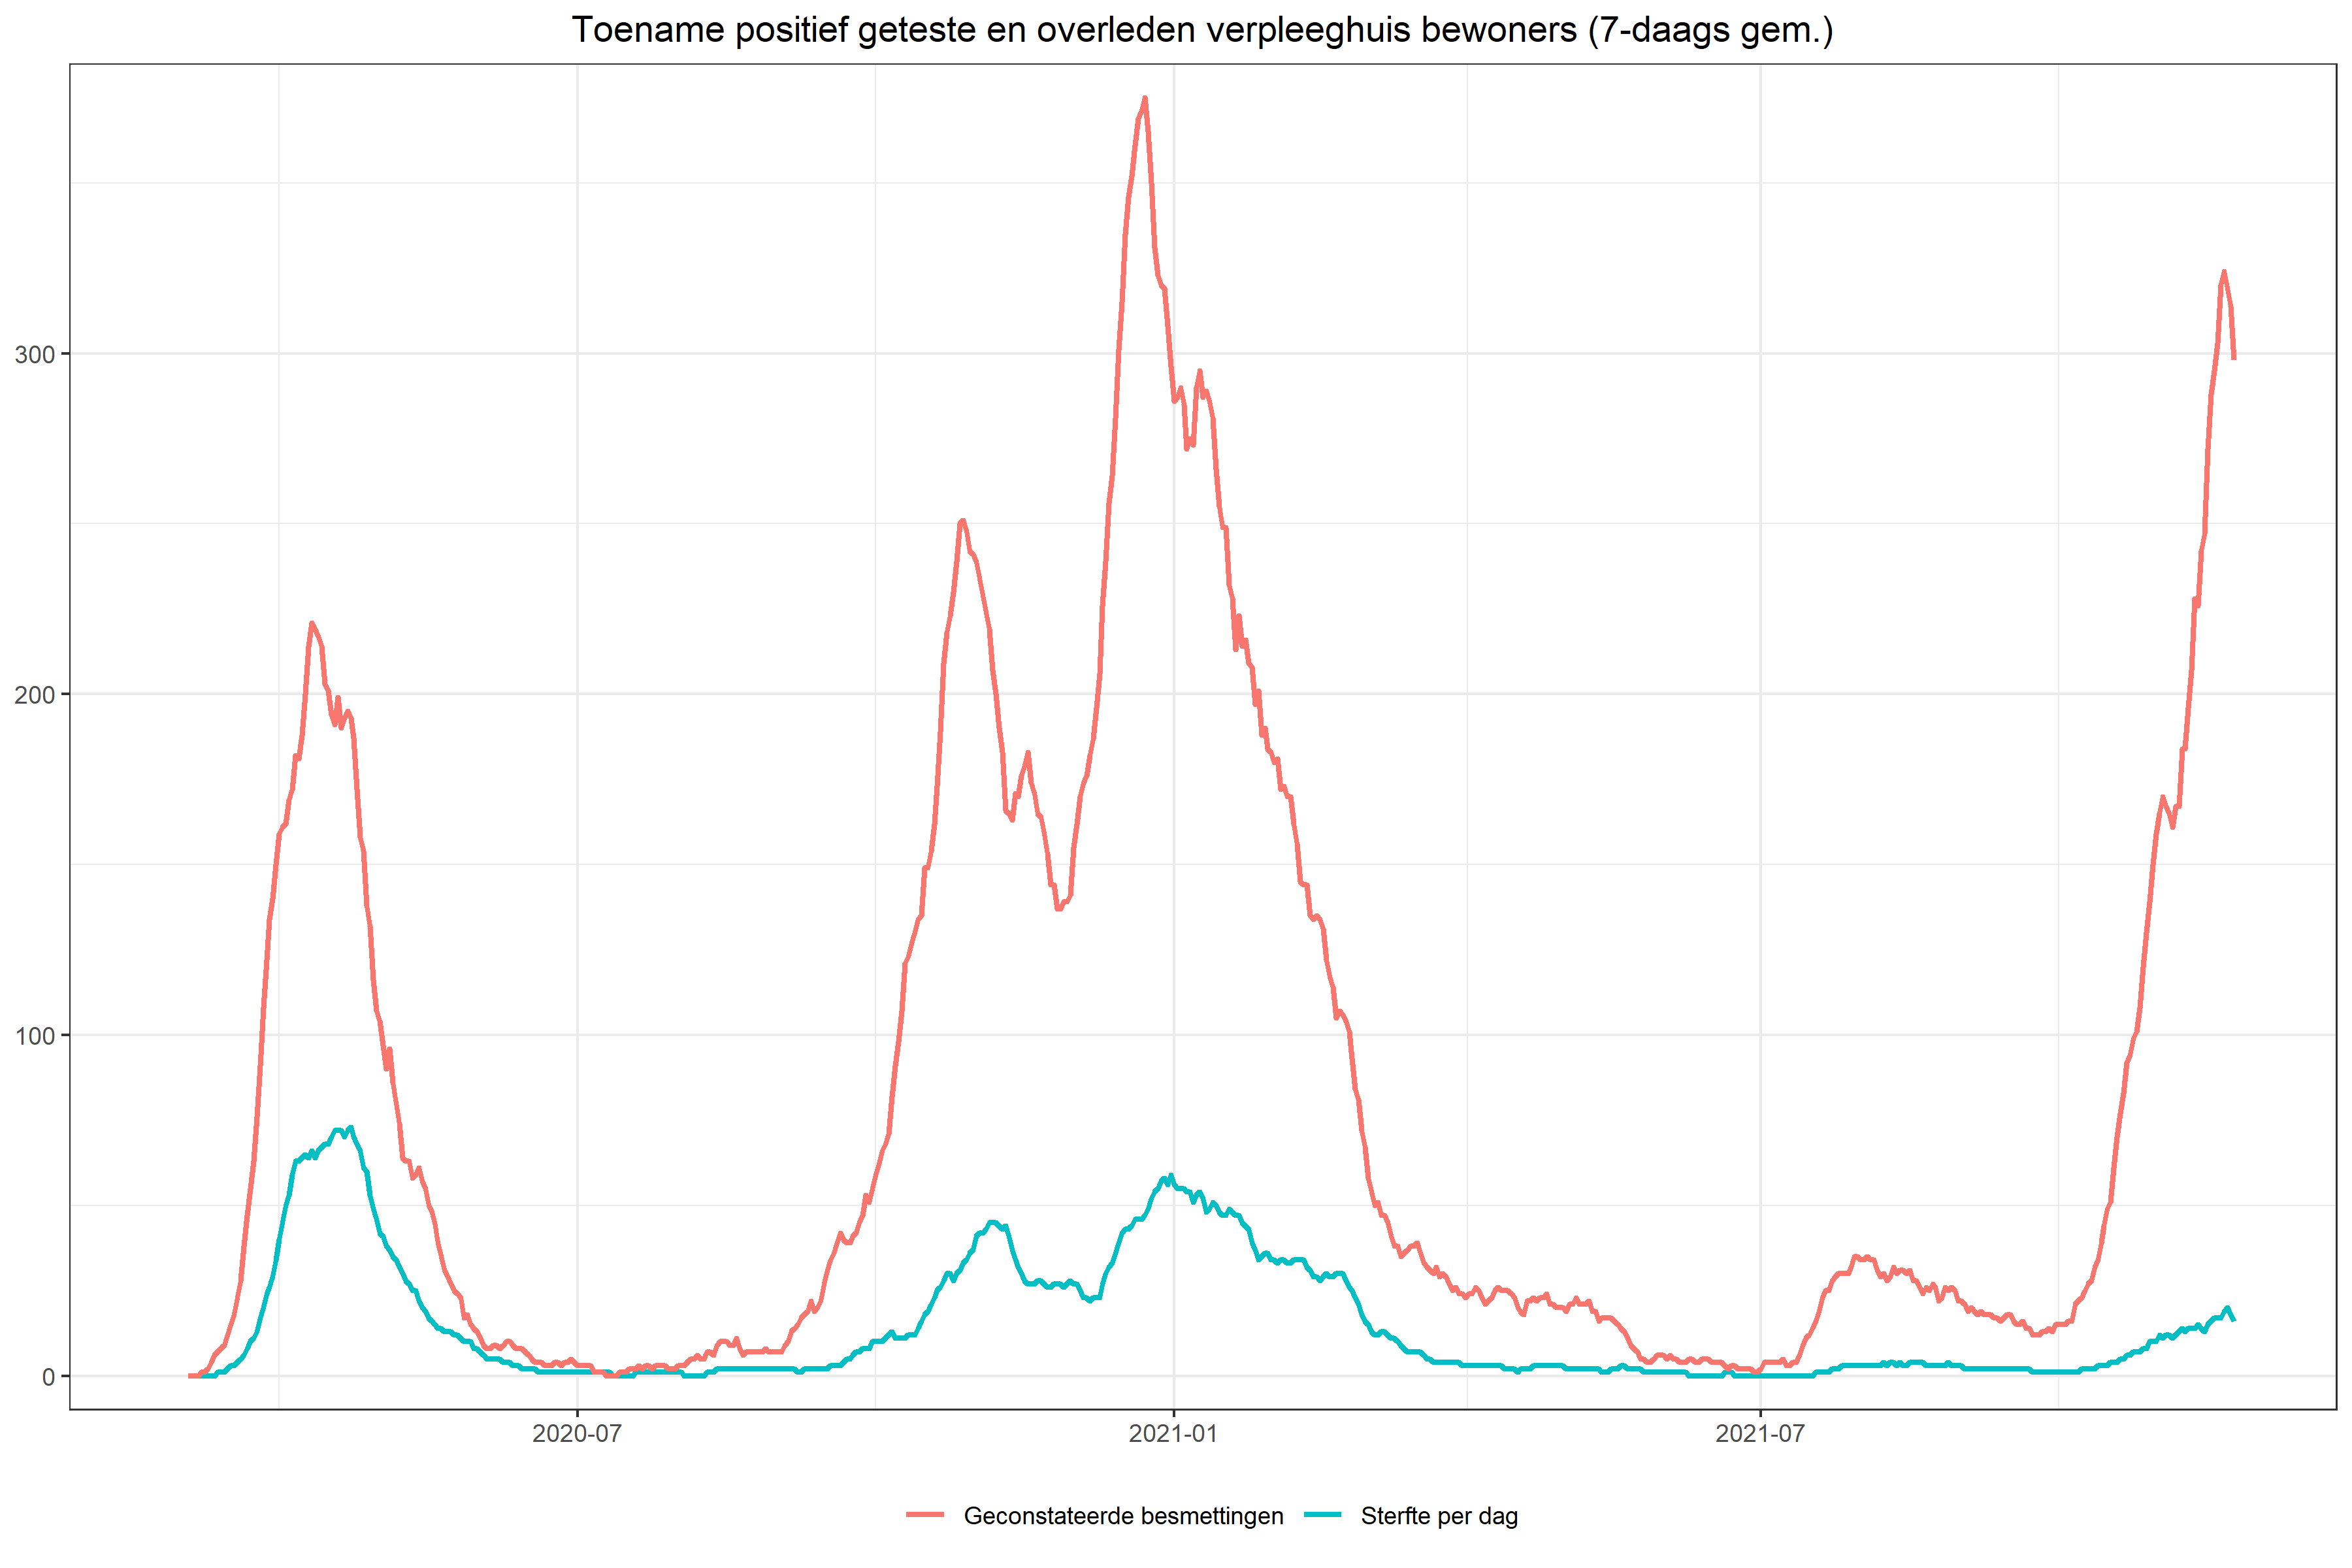 Toename positief geteste en overleden verpleeghuis bewoners (7-daags gem.)
300
200
100
0
2020-07
2021-01
2021-07
Geconstateerde besmettingen
Sterfte per dag